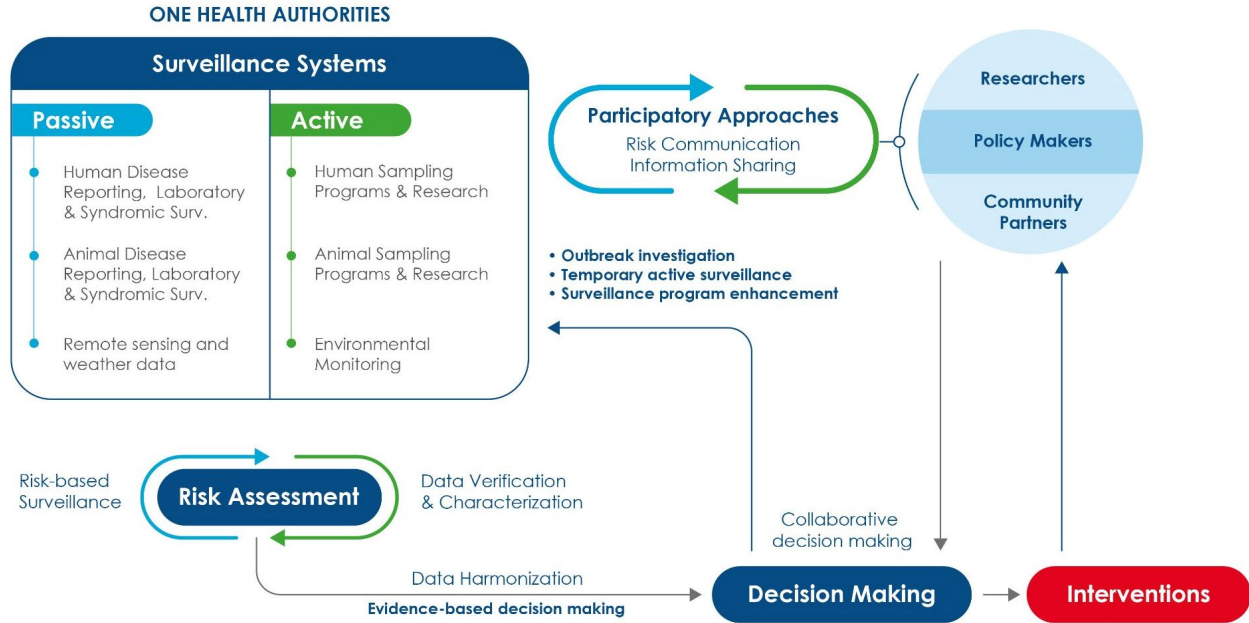 ONE HEALTH AUTHORITIES
Surveillance Systems
Passive
Human Disease
Reporting, Laboratory
& Syndromic Surv.
Animal Disease
Reporting, Laboratory
& Syndromic Surv.
Remote sensing and
weather data
Active
Human Sampling
Programs & Research
Animal Sampling
Programs & Research
Environmental
Monitoring
Participatory Approaches
Risk Communication
Information Sharing
Researchers
Policy Makers
Community
Partners
• Outbreak investigation
• Temporary active surveillance
• Surveillance program enhancement
Risk-based
Surveillance
Risk Assessment
Data Verification
& Characterization
Collaborative
decision making
Data Harmonization
Evidence-based decision making
Decision Making
Interventions